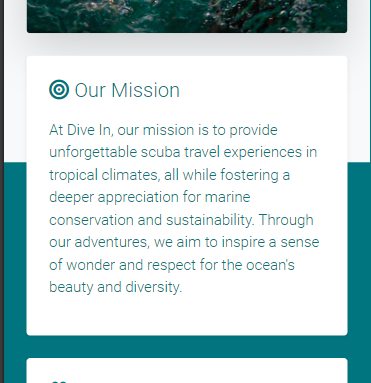 Our Mission
At Dive In, our mission is to provide
unforgettable scuba travel experiences in
tropical climates, all while fostering a
deeper appreciation for marine
conservation and sustainability. Through
our adventures, we aim to inspire a sense
of wonder and respect for the ocean's
beauty and diversity.